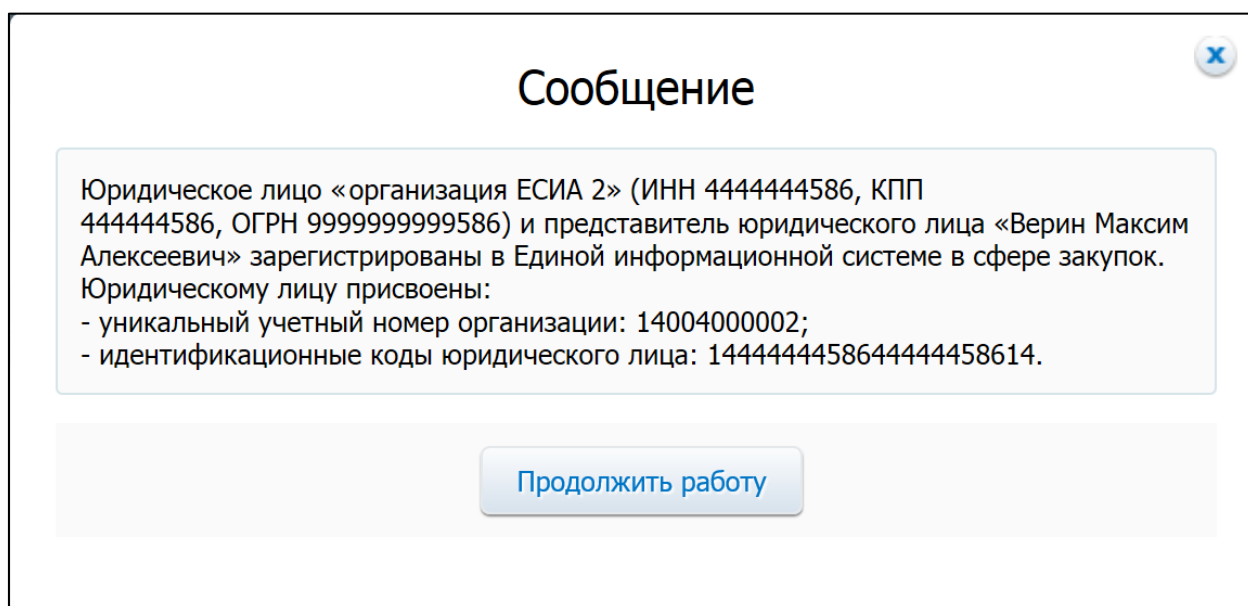 Сообщение
Юридическое лицо «организация ЕСИА 2» (ИНН 4444444586, КПП
444444586, ОГРН 9999999999586) и представитель юридического лица «Верин Максим
Алексеевич» зарегистрированы в Единой информационной системе в сфере закупок.
Юридическому лицу присвоены:
- уникальный учетный номер организации: 14004000002;
- идентификационные коды юридического лица: 1444444458644444458614.
Продолжить работу